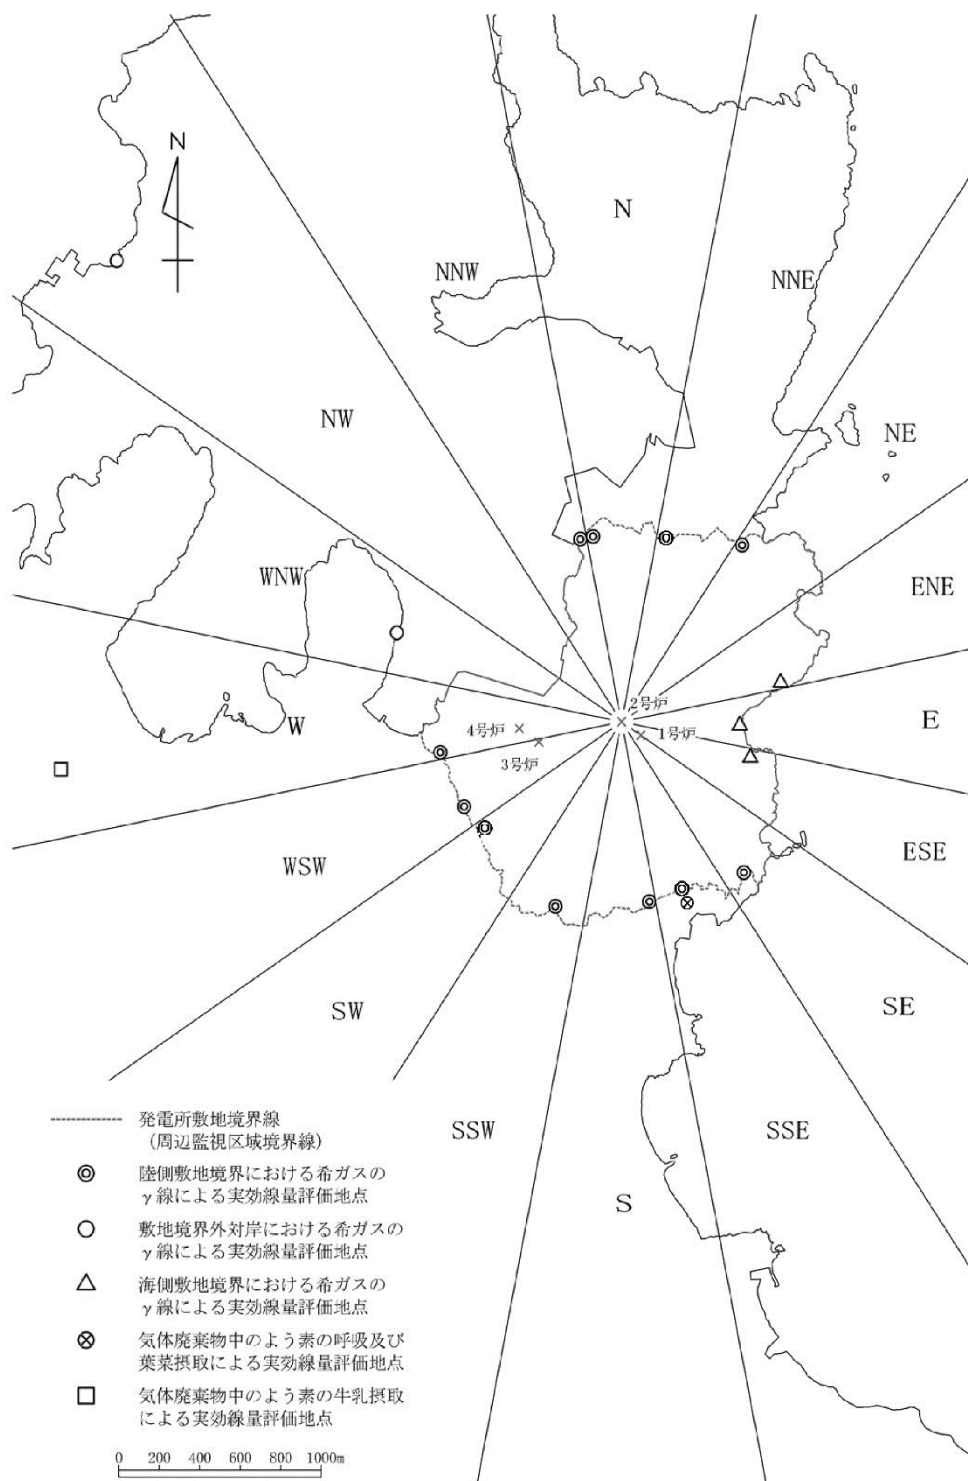 N
N
NNW
NNE
NW
NE
WNW
ENE
2号炉
W
4号炉
1号炉
E
3号炉
WSW
ESE
SW
SE
発電所敷地境界線
(周辺監視区域境界線)
SSW
SSE
陸側敷地境界における希ガスの
γ線による実効線量評価地点
S
敷地境界外対岸における希ガスの
γ線による実効線量評価地点
海側敷地境界における希ガスの
γ線による実効線量評価地点
気体廃棄物中のよう素の呼吸及び
葉菜摂取による実効線量評価地点
気体廃棄物中のよう素の牛乳摂取
による実効線量評価地点
0 200 400 600 800 1000m